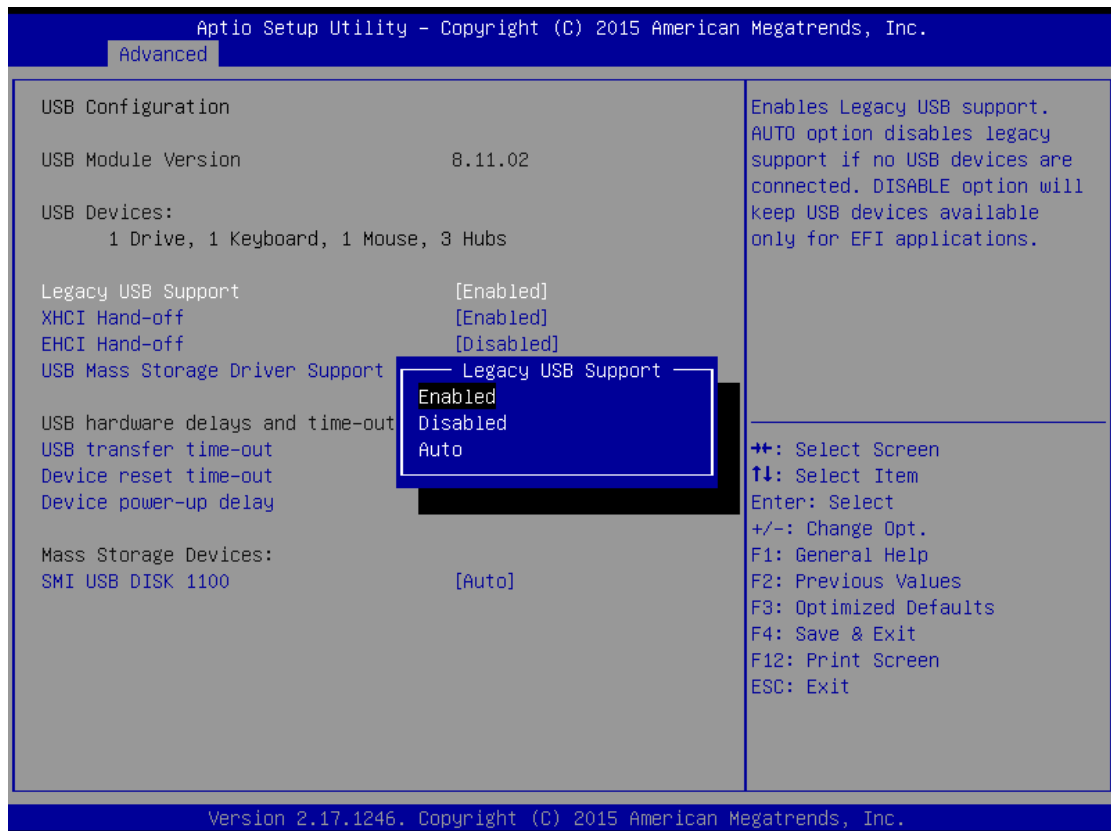 Aptio Setup Utility – Copyright (C) 2015 American Megatrends, Inc.
Advanced
USB Configuration
USB Module Version 8.11.02
USB Devices:
1 Drive, 1 Keyboard, 1 Mouse, 3 Hubs
Legacy USB Support [Enabled]
XHCI Hand-off [Enabled]
EHCI Hand-off [Disabled]
USB Mass Storage Driver Support
USB hardware delays and time-out
USB transfer time-out
Device reset time-out
Device power-up delay
Mass Storage Devices:
SMI USB DISK 1100 [Auto]
Legacy USB Support
Enabled
Disabled
Auto
Enables Legacy USB support.
AUTO option disables legacy
support if no USB devices are
connected. DISABLE option will
keep USB devices available
only for EFI applications.
→←: Select Screen
↑↓: Select Item
Enter: Select
+/-: Change Opt.
F1: General Help
F2: Previous Values
F3: Optimized Defaults
F4: Save & Exit
F12: Print Screen
ESC: Exit
Version 2.17.1246. Copyright (C) 2015 American Megatrends, Inc.